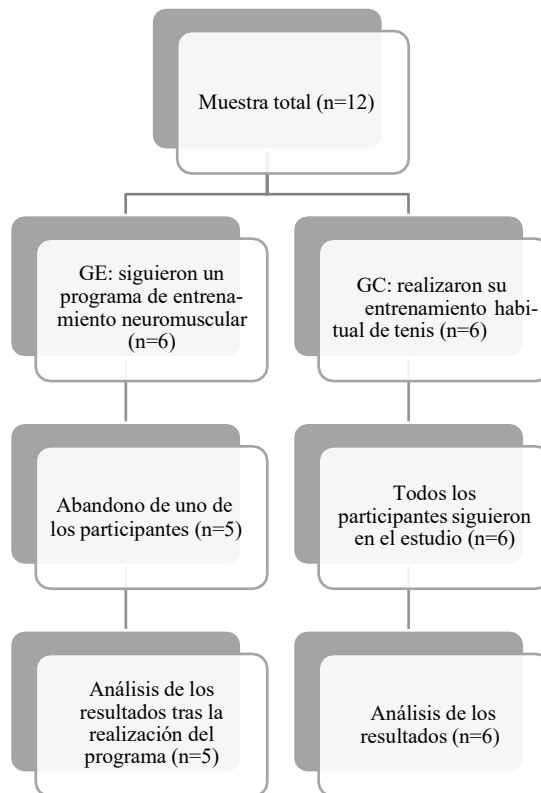 Muestra total (n=12)
GE: siguieron un
programa de entrena-
miento neuromuscular
(n=6)
GC: realizaron su
entrenamiento habi-
tual de tenis (n=6)
Abandono de uno de
los participantes (n=5)
Todos los
participantes siguieron
en el estudio (n=6)
Análisis de los
resultados tras la
realización del
programa (n=5)
Análisis de los
resultados (n=6)